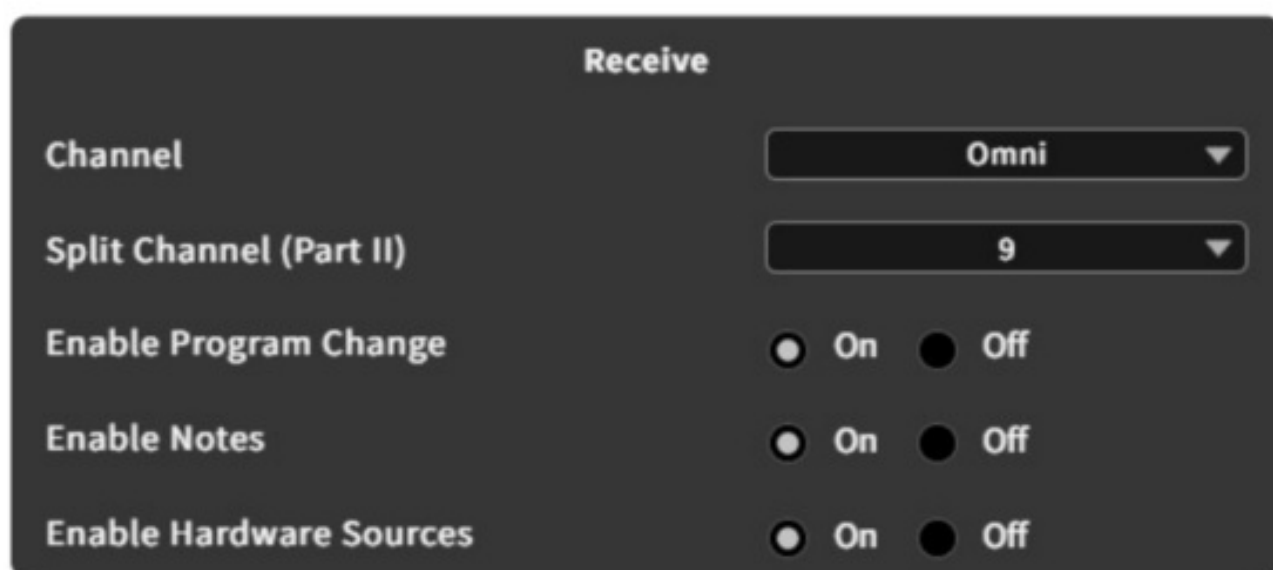 Receive
Channel Omni
Split Channel (Part II) 9
Enable Program Change On Off
Enable Notes On Off
Enable Hardware Sources On Off